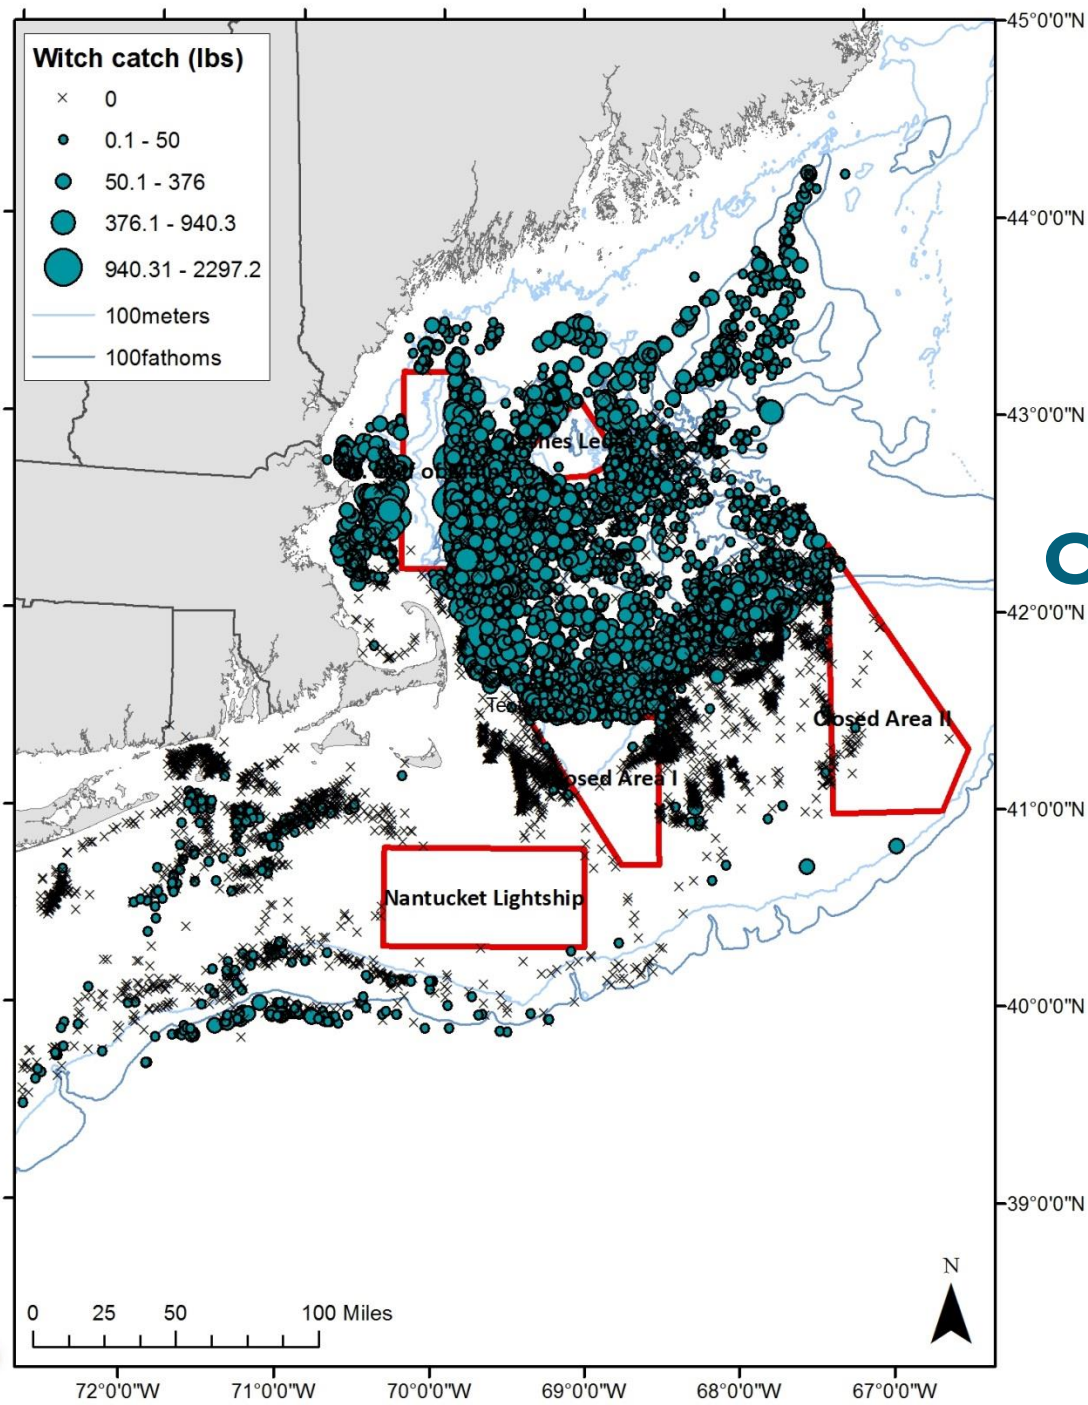 Witch catch (lbs)
0
0.1 - 50
50.1 - 376
376.1 - 940.3
940.31 - 2297.2
100meters
100fathoms
45°0'0"N
44°0'0"N
43°0'0"N
42°0'0"N
41°0'0"N
40°0'0"N
39°0'0"N
C
Closed Area II
Closed Area I
Nantucket Lightship
N
0 25 50 100 Miles
72°0'0"W 71°0'0"W 70°0'0"W 69°0'0"W 68°0'0"W 67°0'0"W